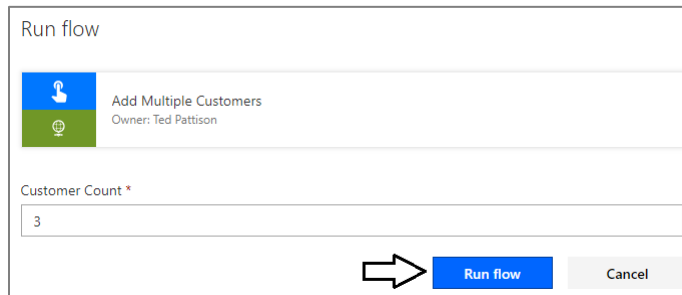 Run flow
Add Multiple Customers
Owner: Ted Pattison
Customer Count *
3
Run flow Cancel